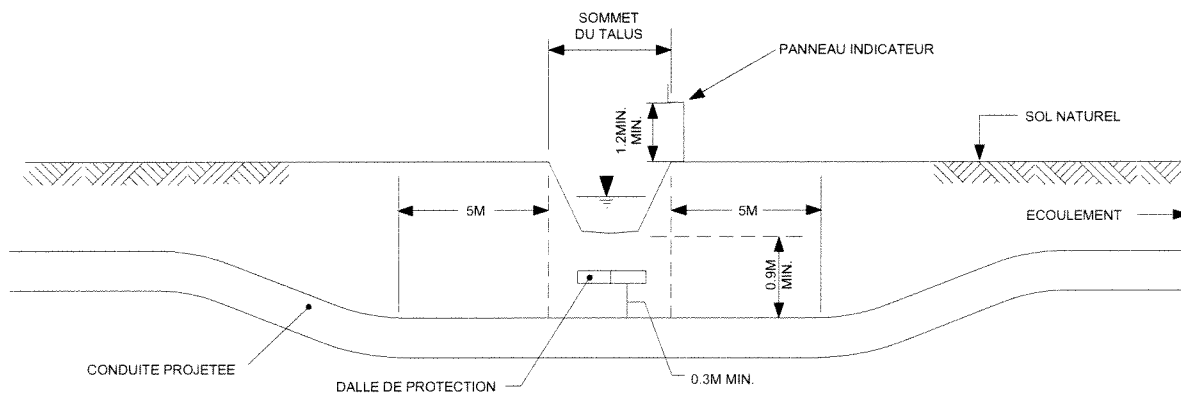 SOMMET
DU TALUS
PANNEAU INDICATEUR
1.2MIN.
MIN.
SOL NATUREL
5M
5M
ECOULEMENT
0.9M
MIN.
CONDUITE PROJETEE
DALLE DE PROTECTION
0.3M MIN.